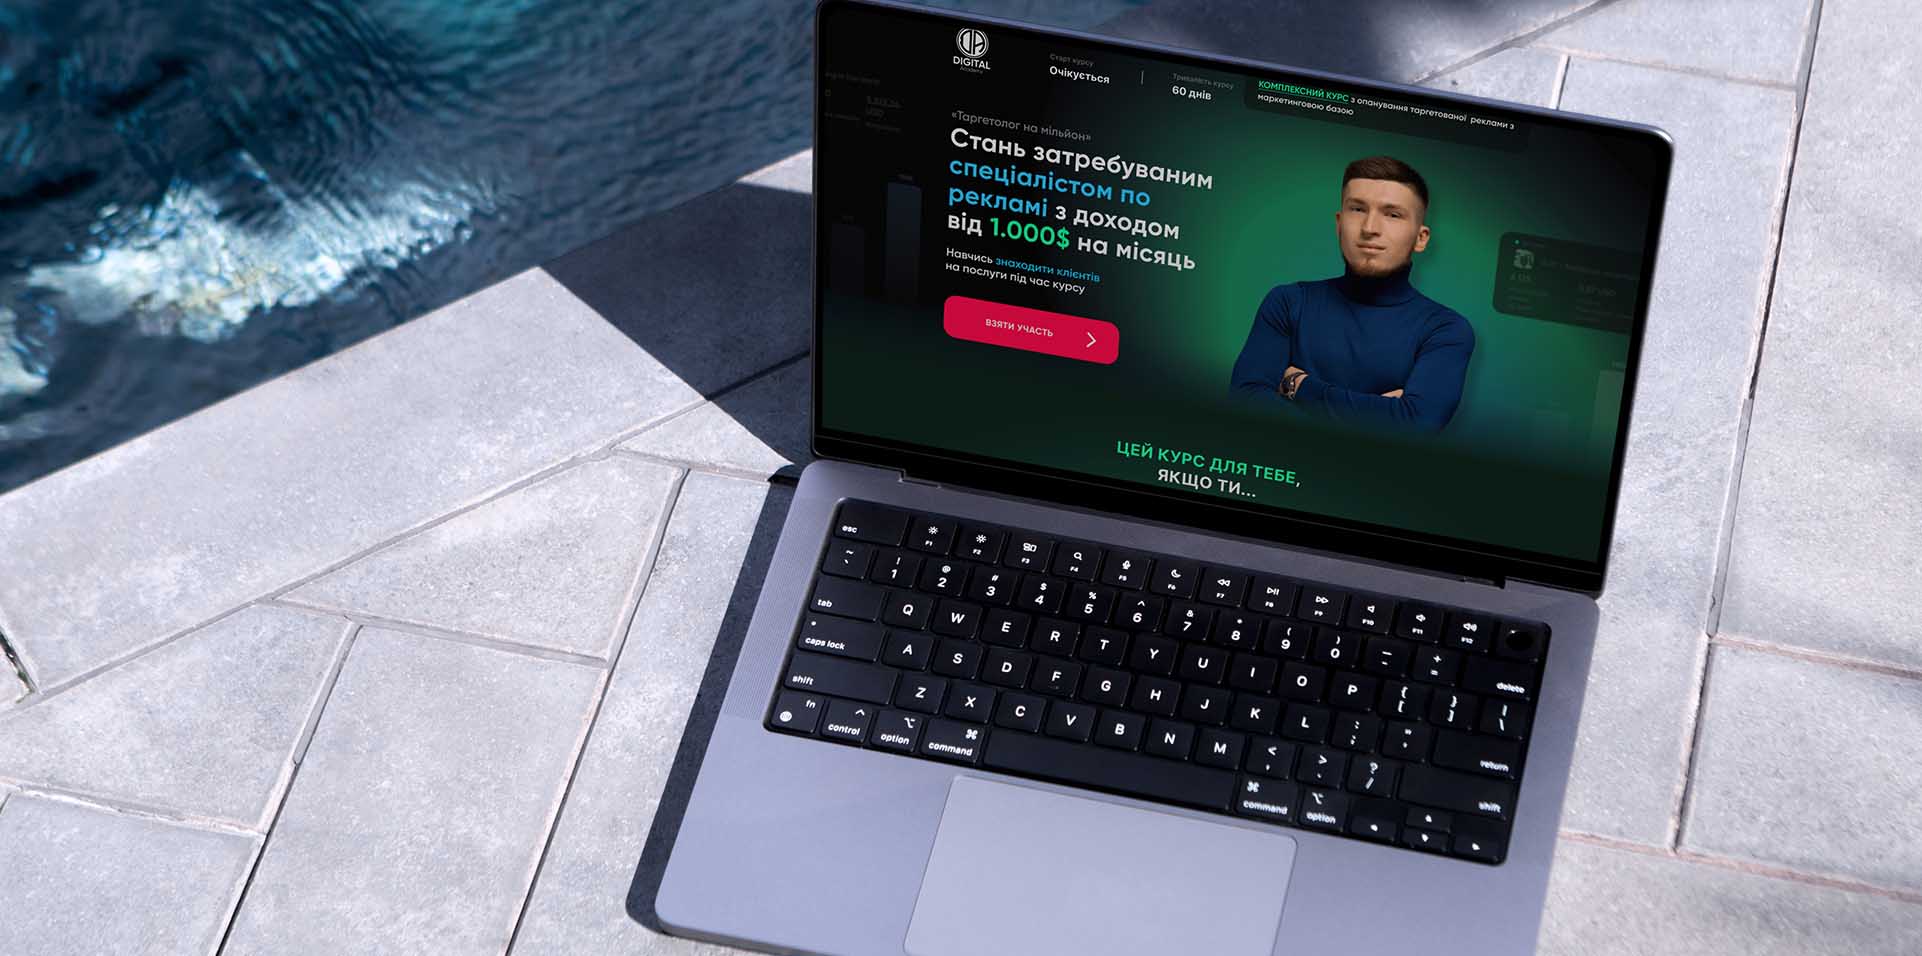 DIGITAL
Academy
Старт курсу
Очікується
Тривалість курсу
60 днів
КОМПЛЕКСНИЙ КУРС з опанування таргетованої реклами з
маркетинговою базою
«Таргетолог на мільйон»
Стань затребуваним
спеціалістом по
рекламі з доходом
від 1.000$ на місяць
Навчись знаходити клієнтів
на послуги під час курсу
ВЗЯТИ УЧАСТЬ
ЦЕЙ КУРС ДЛЯ ТЕБЕ,
ЯКЩО ТИ...
esc F1 F2 F3 F4 F5 F6 F7 F8 F9 F10 F11 F12
~ ! @ # $ % ^ & * ( ) — +
` 1 2 3 4 5 6 7 8 9 0 - = delete
tab Q W E R T Y U I O P { [ } ] | \
caps lock A S D F G H J K L : ; " ' return
shift Z X C V B N M < , > . ? / shift
fn control option command command option